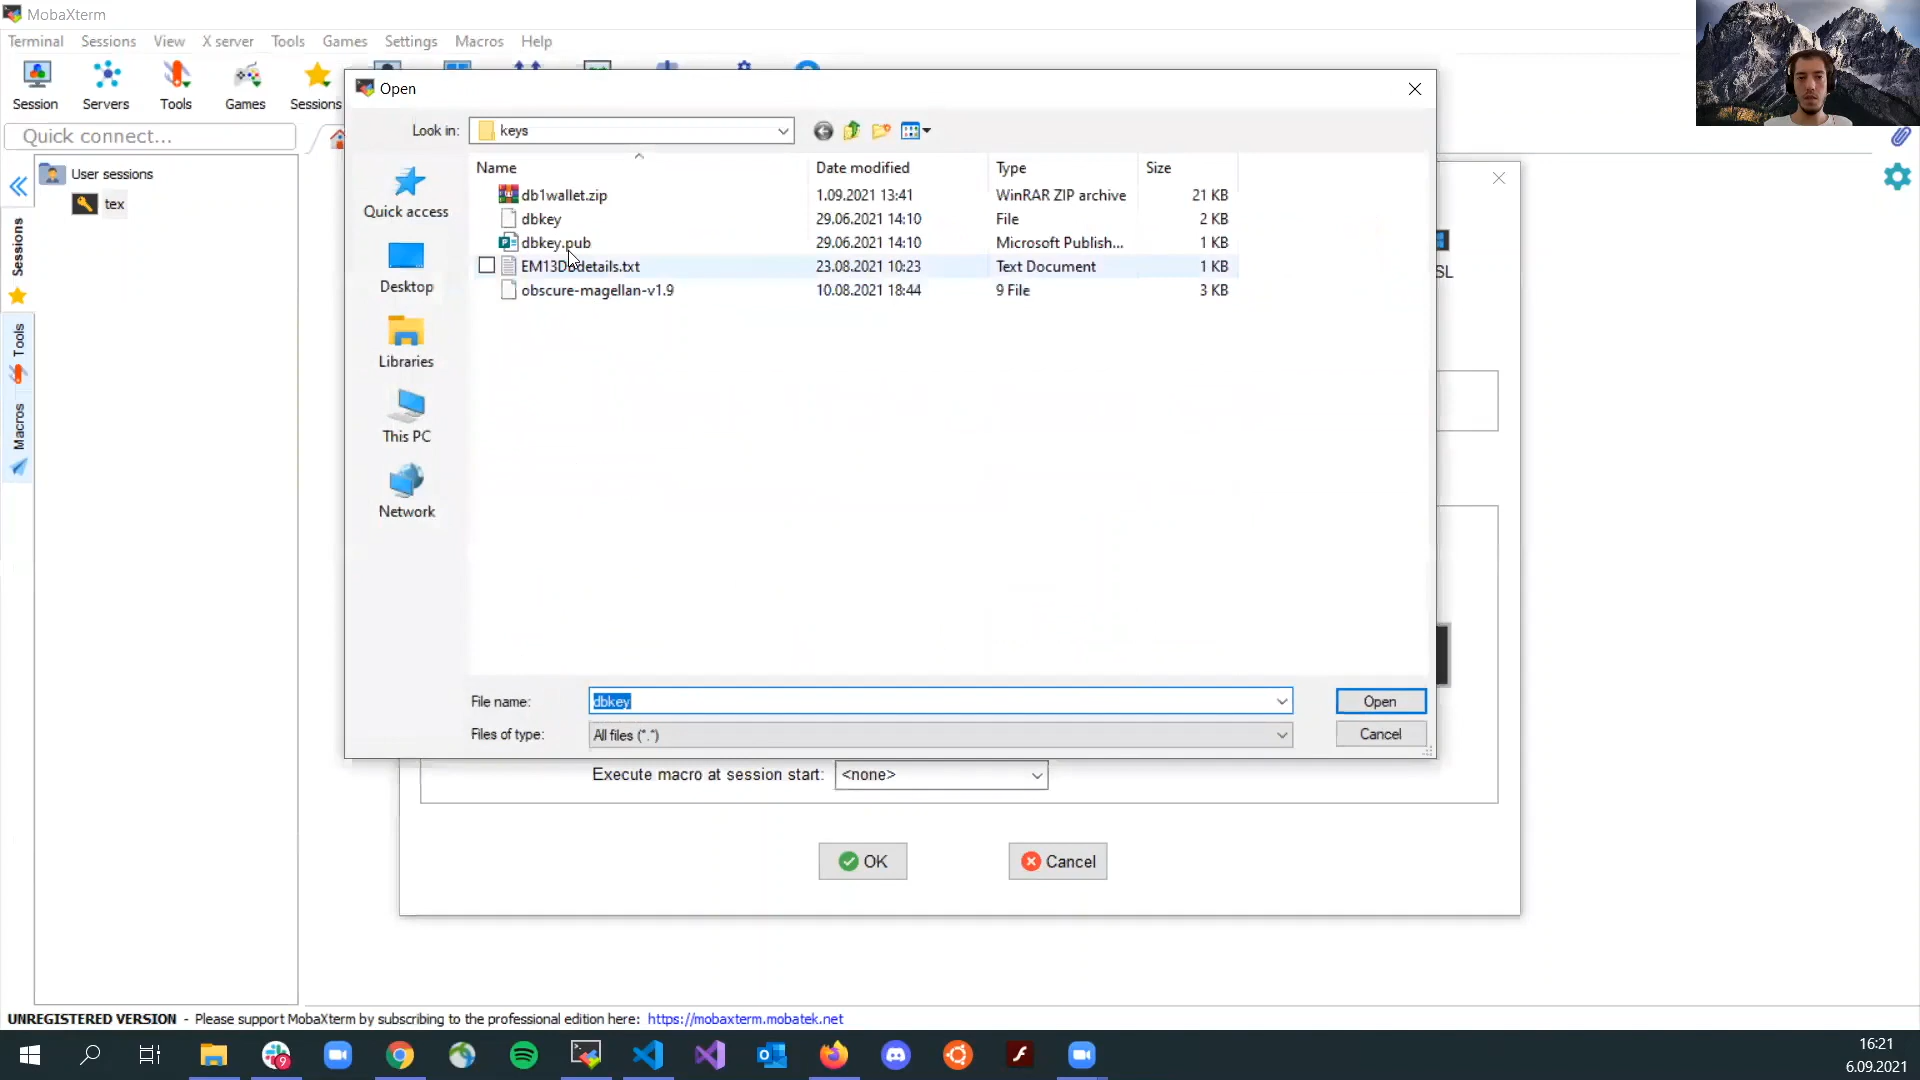 MobaXterm
Terminal Sessions View X server Tools Games Settings Macros Help
Session Servers Tools Games Sessions
Quick connect...
User sessions
tex
Sessions
Tools
Macros
Open
Look in: keys
Name Date modified Type Size
db1wallet.zip 1.09.2021 13:41 WinRAR ZIP archive 21 KB
dbkey 29.06.2021 14:10 File 2 KB
dbkey.pub 29.06.2021 14:10 Microsoft Publish... 1 KB
23.08.2021 10:23 Text Document 1 KB
obscure-magellan-v1.9 10.08.2021 18:44 9 File 3 KB
Quick access
Desktop
Libraries
This PC
Network
File name: dbkey Open
Files of type: All files (*.*) Cancel
SL
Execute macro at session start: <none>
OK Cancel
UNREGISTERED VERSION - Please support MobaXterm by subscribing to the professional edition here: https://mobaxterm.mobatek.net
9
16:21
6.09.2021